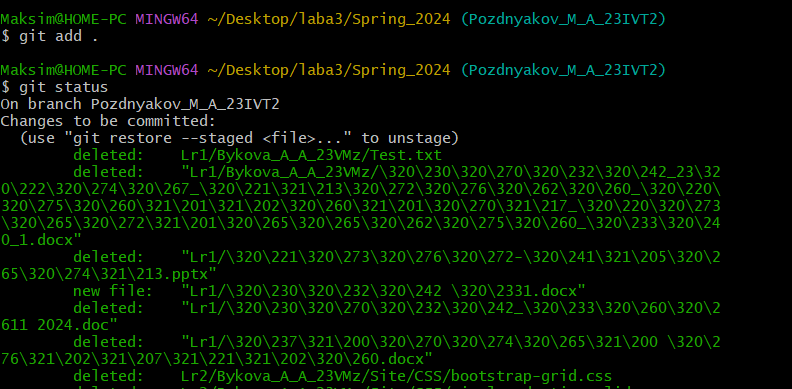 Maksim@HOME-PC MINGW64 ~/Desktop/laba3/Spring_2024 (Pozdnyakov_M_A_23IVT2)
$ git add .
Maksim@HOME-PC MINGW64 ~/Desktop/laba3/Spring_2024 (Pozdnyakov_M_A_23IVT2)
$ git status
On branch Pozdnyakov_M_A_23IVT2
Changes to be committed:
  (use "git restore --staged <file>..." to unstage)
        deleted:    Lr1/Bykova_A_A_23VMz/Test.txt
        deleted:    "Lr1/Bykova_A_A_23VMz/\320\230\320\270\320\232\320\242_23\32
0\222\320\274\320\267_\320\221\321\213\320\272\320\276\320\262\320\260_\320\220\
320\275\320\260\321\201\321\202\320\260\321\201\320\270\321\217_\320\220\320\273
\320\265\320\272\321\201\320\265\320\265\320\262\320\275\320\260_\320\233\320\24
0_1.docx"
        deleted:    "Lr1/\320\221\320\273\320\276\320\272-\320\241\321\205\320\2
65\320\274\321\213.pptx"
        new file:   "Lr1/\320\230\320\232\320\242 \320\2331.docx"
        deleted:    "Lr1/\320\230\320\270\320\232\320\242_\320\233\320\260\320\2
611 2024.doc"
        deleted:    "Lr1/\320\237\321\200\320\270\320\274\320\265\321\200 \320\2
76\321\202\321\207\321\221\321\202\320\260.docx"
        deleted:    Lr2/Bykova_A_A_23VMz/Site/CSS/bootstrap-grid.css